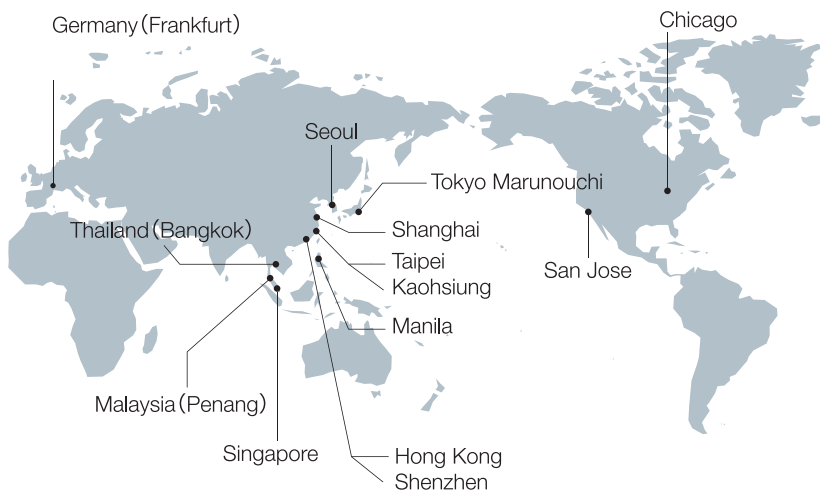 Germany(Frankfurt)
Chicago
Seoul
Tokyo Marunouchi
Thailand(Bangkok)
Shanghai
Taipei
Kaohsiung
San Jose
Manila
Malaysia(Penang)
Singapore
Hong Kong
Shenzhen